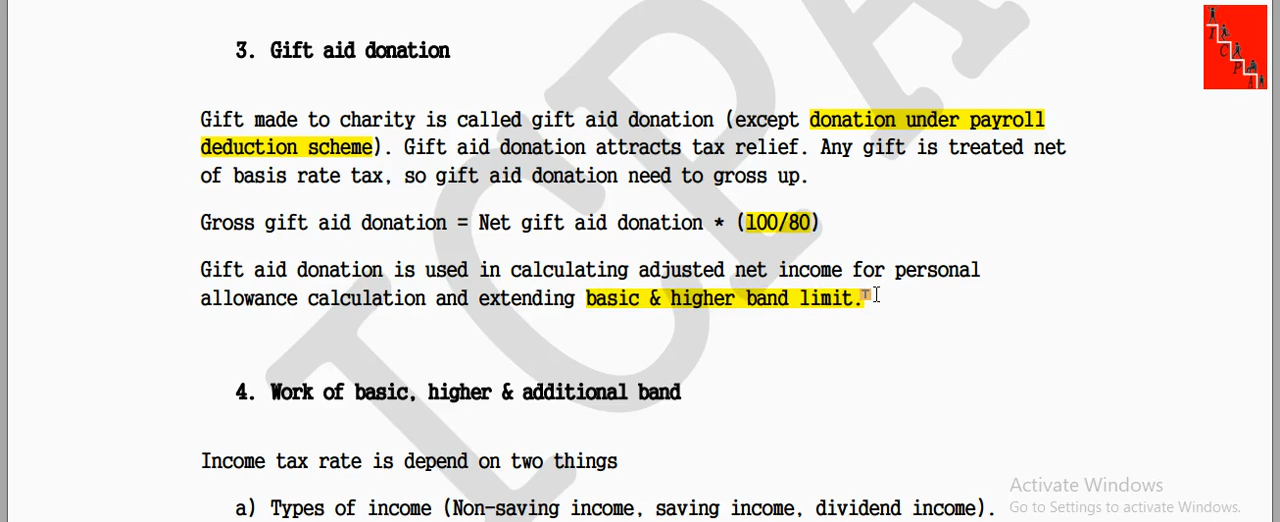 3. Gift aid donation
Gift made to charity is called gift aid donation (except donation under payroll
deduction scheme). Gift aid donation attracts tax relief. Any gift is treated net
of basis rate tax, so gift aid donation need to gross up.
Gross gift aid donation = Net gift aid donation * (100/80)
Gift aid donation is used in calculating adjusted net income for personal
allowance calculation and extending basic & higher band limit.
4. Work of basic, higher & additional band
Income tax rate is depend on two things
a) Types of income (Non-saving income, saving income, dividend income).
Activate Windows
Go to Settings to activate Windows.
ICPA
I
C
P
A